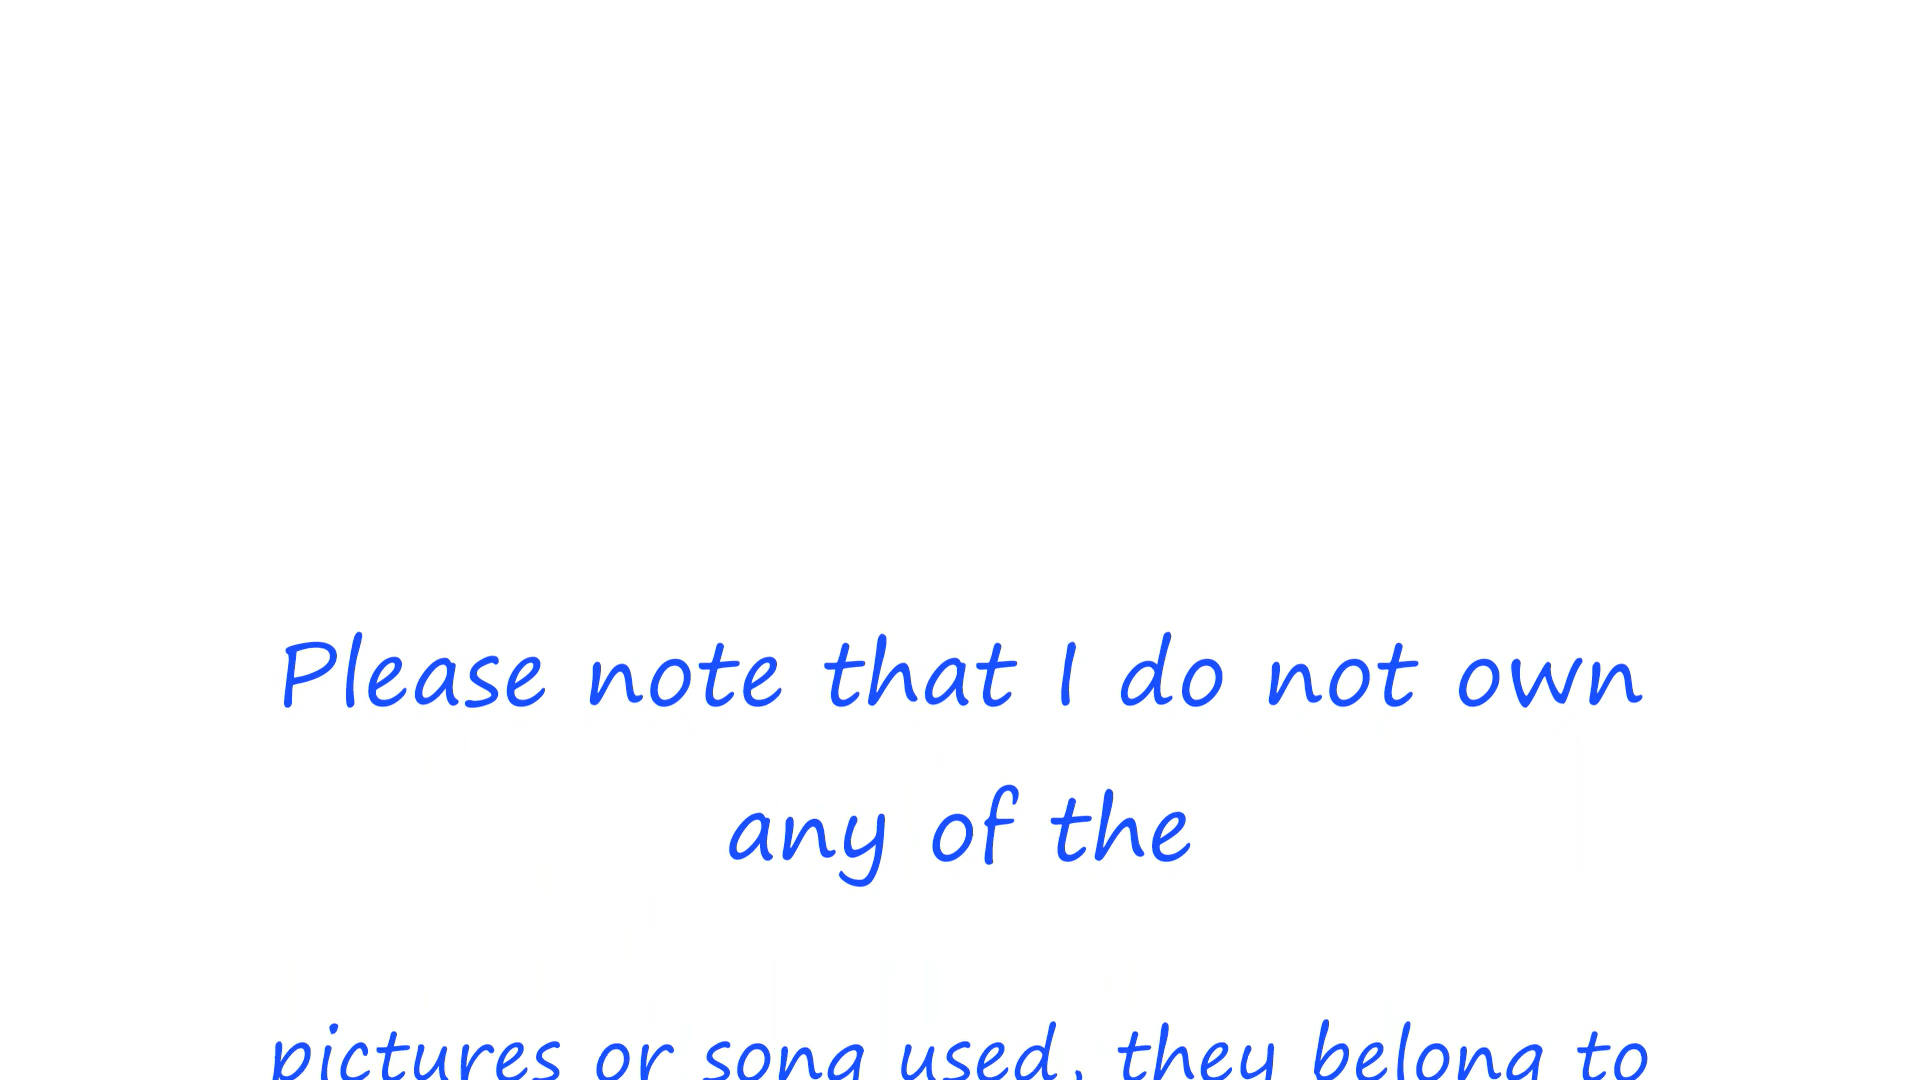 Please note that I do not own
any of the
pictures or song used, they belong to